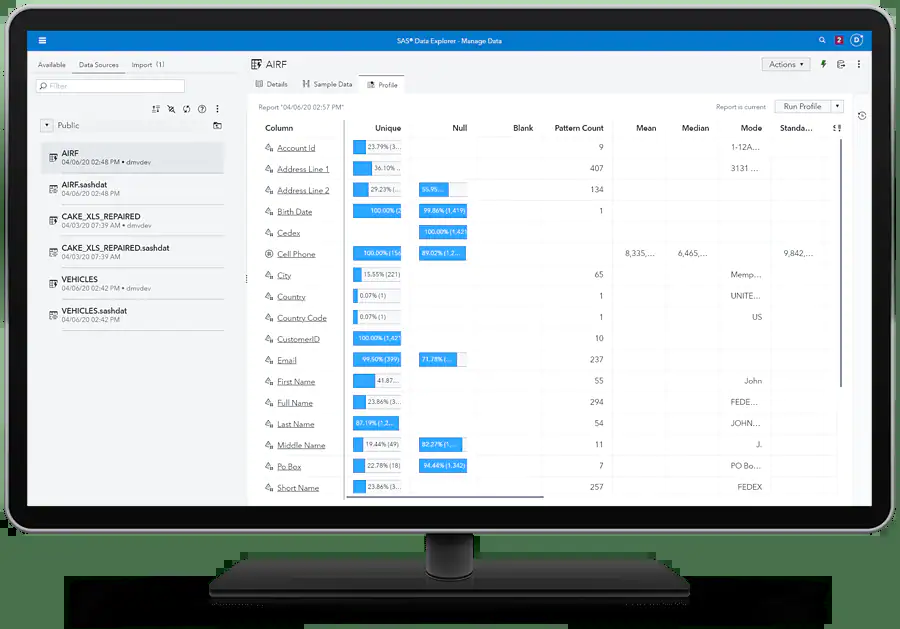 SAS® Data Explorer - Manage Data
2
D
Available Data Sources Import (1)
Filter
Public
AIRF
04/06/20 02:48 PM • dmvdev
AIRF.sashdat
04/06/20 02:48 PM
CAKE_XLS_REPAIRED
04/03/20 07:39 AM • dmvdev
CAKE_XLS_REPAIRED.sashdat
04/03/20 07:39 AM
VEHICLES
04/06/20 02:42 PM • dmvdev
VEHICLES.sashdat
04/06/20 02:42 PM
AIRF
Actions
Details Sample Data Profile
Report "04/06/20 02:57 PM"
Report is current
Run Profile
Column Unique Null Blank Pattern Count Mean Median Mode Standa...
Account Id 23.79% (3... 9 1-12A...
Address Line 1 36.10% .. 407 3131 ...
Address Line 2 29.23% (... 55.95... 134
Birth Date 100.00% (2 99.86% (1,419) 1
Cedex 100.00% (1,421
Cell Phone 100.00% (156 89.02% (1,2... 8,335,... 6,465,... 9,842,...
City 15.55% (221) 65 Memp...
Country 0.07% (1) 1 UNITE...
Country Code 0.07% (1) 1 US
CustomerID 100.00% (1,421 10
Email 99.50% (399) 71.78% (... 237
First Name 41.87... 55 John
Full Name 23.86% (3... 294 FEDE...
Last Name 87.19% (1,2... 54 JOHN...
Middle Name 19.44% (49) 82.27% (1,... 11 J.
Po Box 22.78% (18) 94.44% (1,342) 7 PO Bo...
Short Name 23.86% (3... 257 FEDEX